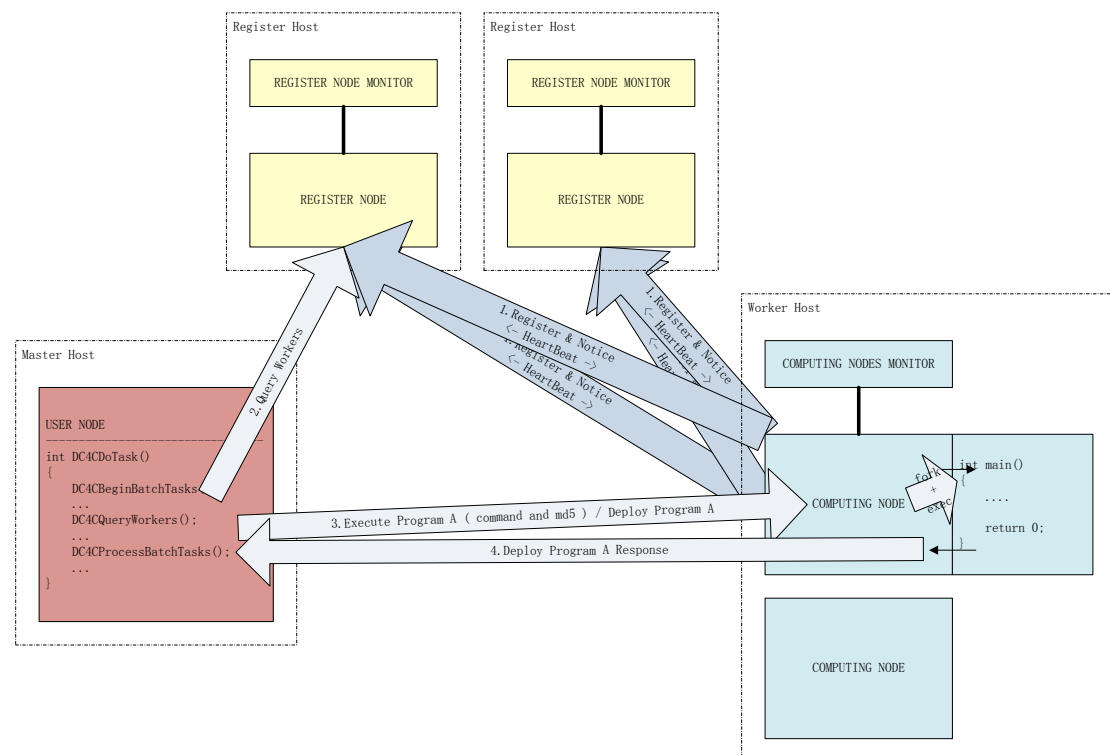 Register Host
REGISTER NODE MONITOR
REGISTER NODE
Register Host
REGISTER NODE MONITOR
REGISTER NODE
1.Register & Notice
<- HeartBeat ->
Register & Notice
<- HeartBeat ->
1.Register & Notice
<- HeartBeat ->
<-
2.Query Workers
Master Host
USER NODE
int DC4CDoTask()
{
DC4CBeginBatchTasks
...
DC4CQueryWorkers();
...
DC4CProcessBatchTasks();
...
}
3.Execute Program A ( command and md5 ) / Deploy Program A
4.Deploy Program A Response
Worker Host
COMPUTING NODES MONITOR
COMPUTING NODE
fork
+
exec
int main()
{
....
return 0;
}
COMPUTING NODE